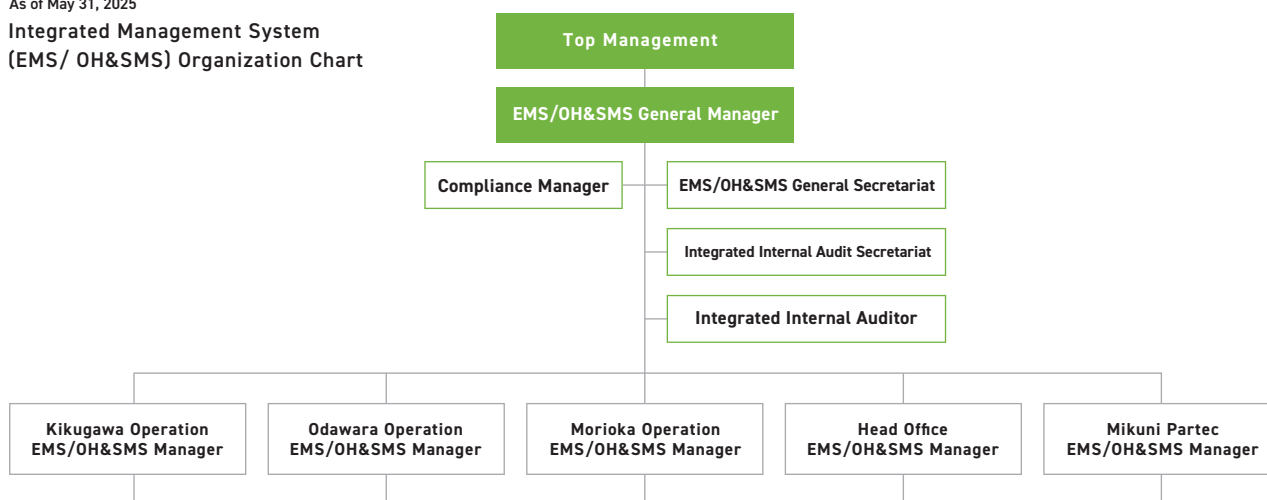 As of May 31, 2025
Integrated Management System
(EMS/ OH&SMS) Organization Chart
Top Management
EMS/OH&SMS General Manager
Compliance Manager
EMS/OH&SMS General Secretariat
Integrated Internal Audit Secretariat
Integrated Internal Auditor
Kikugawa Operation
EMS/OH&SMS Manager
Odawara Operation
EMS/OH&SMS Manager
Morioka Operation
EMS/OH&SMS Manager
Head Office
EMS/OH&SMS Manager
Mikuni Partec
EMS/OH&SMS Manager